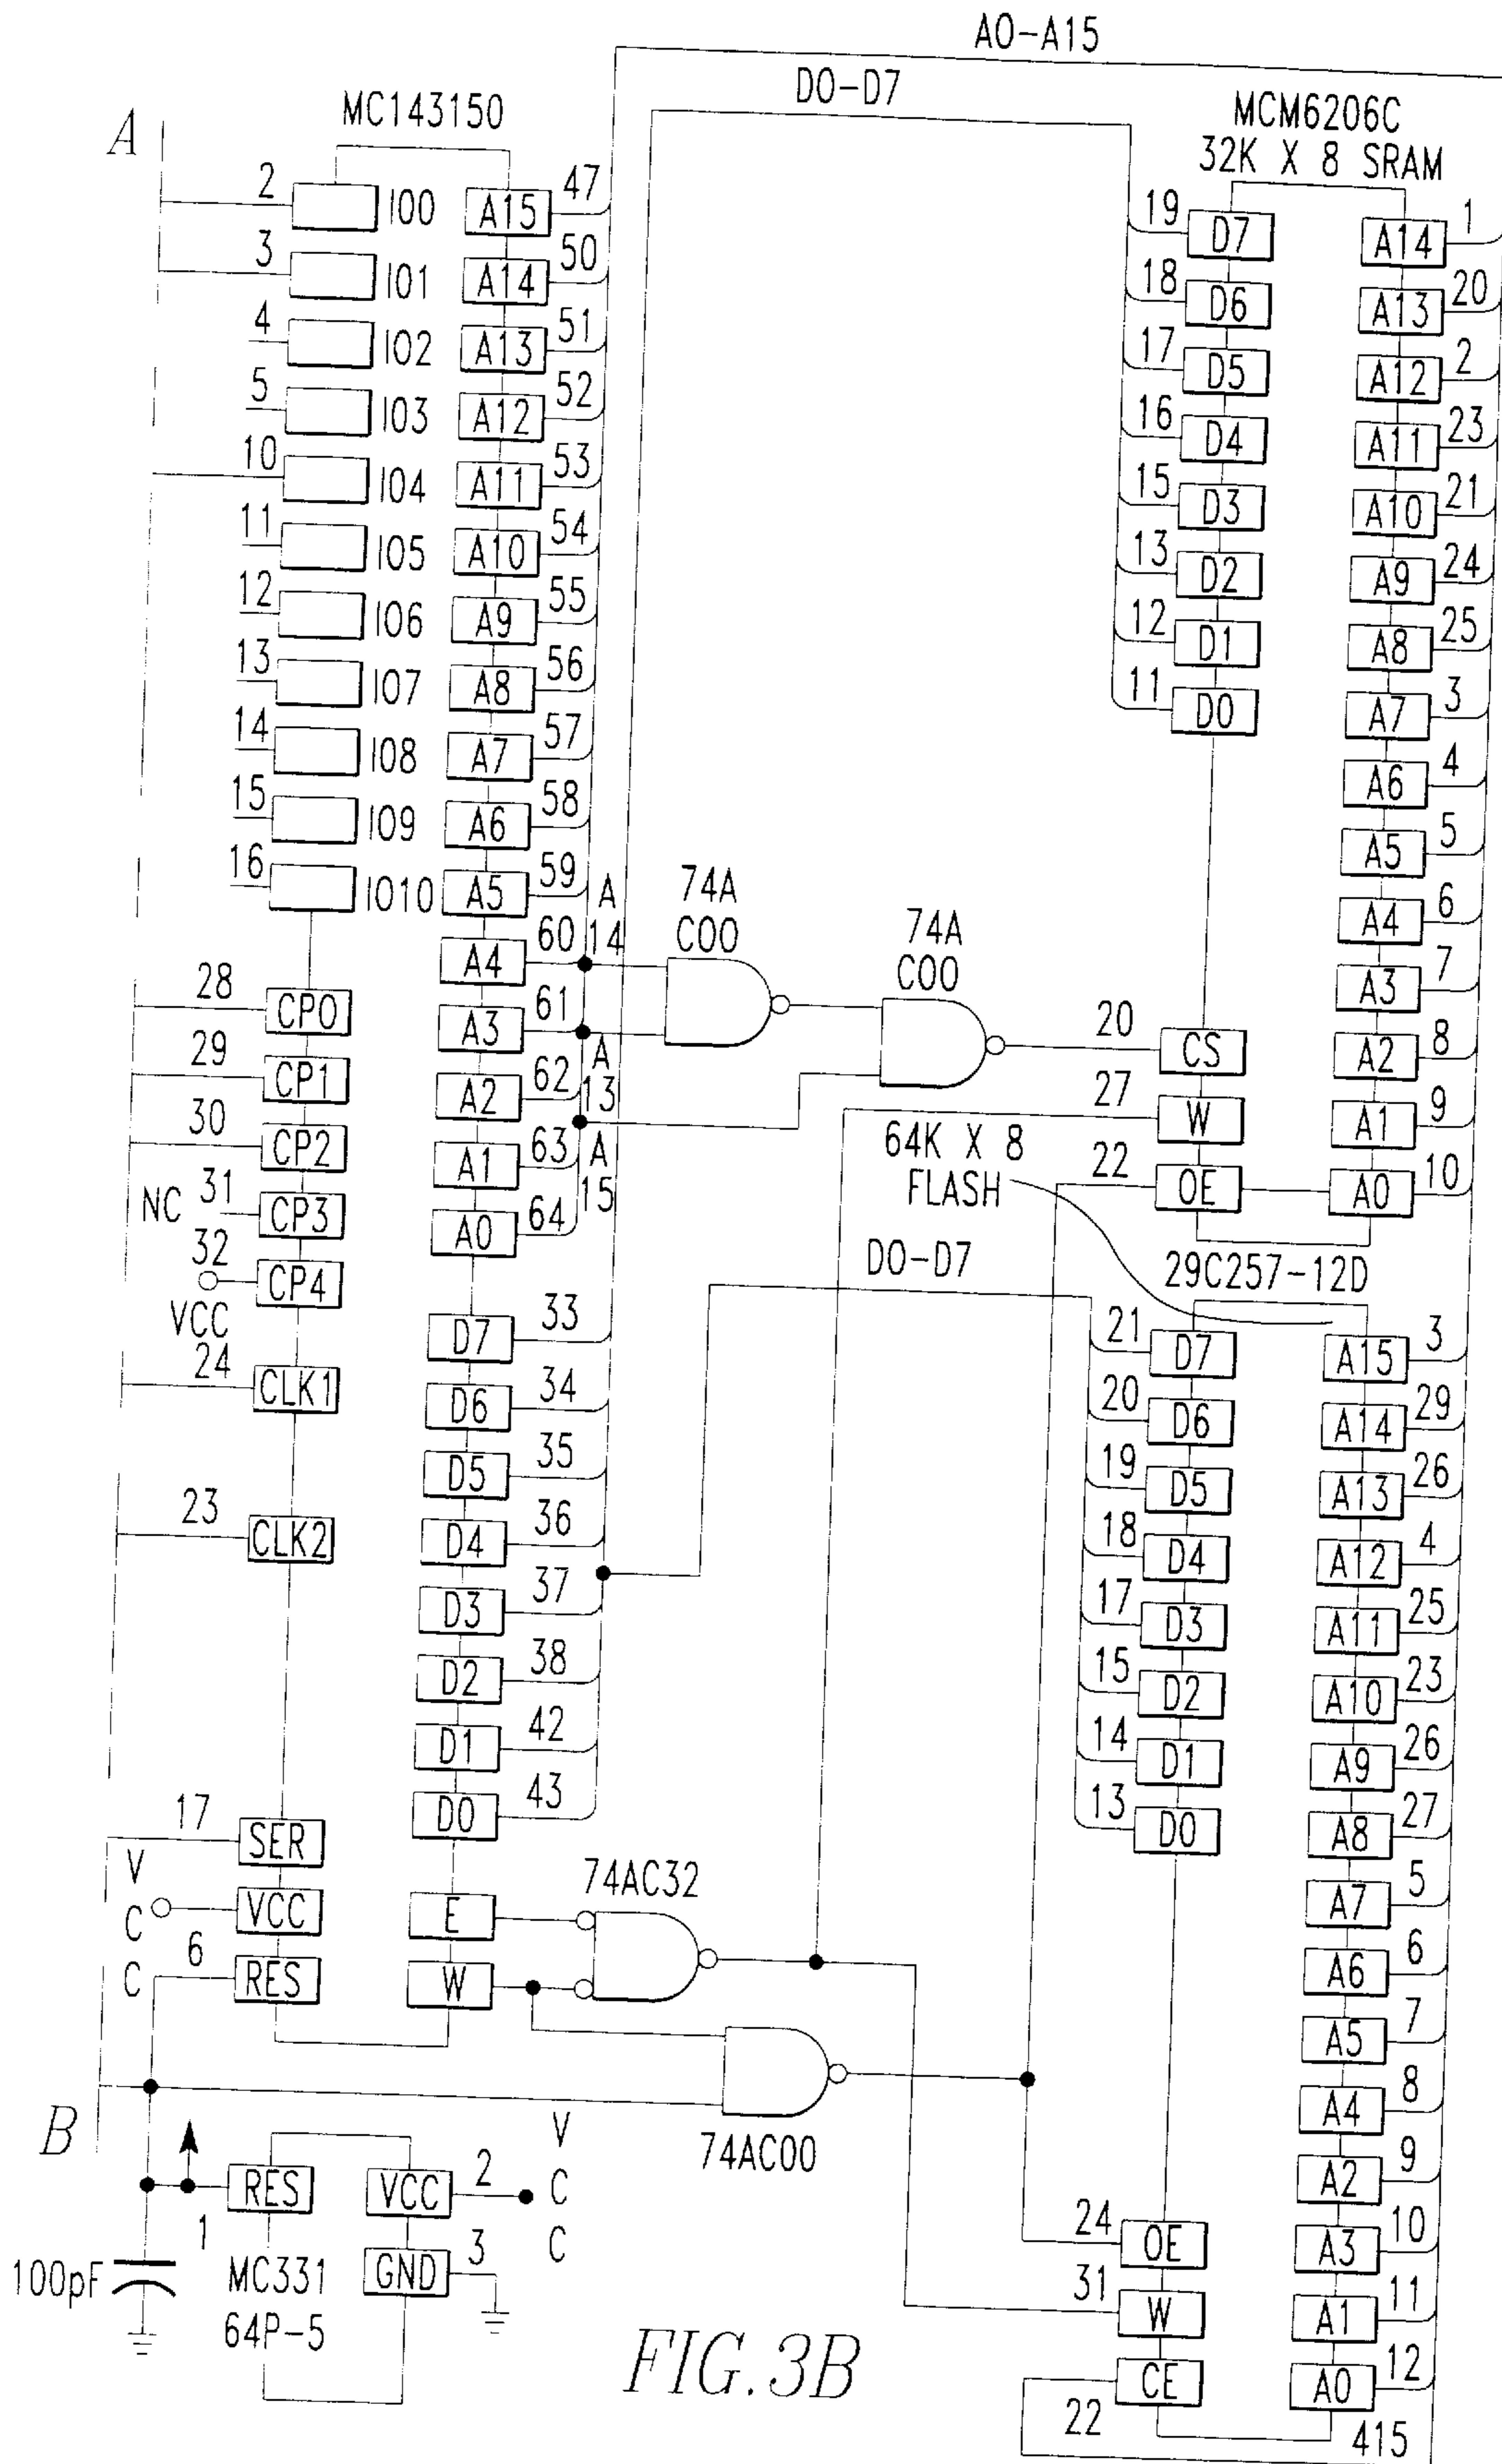 A0-A15
D0-D7
A
MC143150
2 IO0
3 IO1
4 IO2
5 IO3
10 IO4
11 IO5
12 IO6
13 IO7
14 IO8
15 IO9
16 IO10
28 CP0
29 CP1
30 CP2
NC 31 CP3
32 CP4
VCC
24 CLK1
23 CLK2
17 SER
V
C
C
VCC
6 RES
A15 47
A14 50
A13 51
A12 52
A11 53
A10 54
A9 55
A8 56
A7 57
A6 58
A5 59
A4 60
A3 61
A2 62
A1 63
A0 64
D7 33
D6 34
D5 35
D4 36
D3 37
D2 38
D1 42
D0 43
E
W
A
14
A
13
A
15
74A
C00
74A
C00
MCM6206C
32K X 8 SRAM
19 D7
18 D6
17 D5
16 D4
15 D3
13 D2
12 D1
11 D0
20 CS
27 W
22 OE
A14 1
A13 20
A12 2
A11 23
A10 21
A9 24
A8 25
A7 3
A6 4
A5 5
A4 6
A3 7
A2 8
A1 9
A0 10
64K X 8
FLASH
D0-D7
29C257-12D
21 D7
20 D6
19 D5
18 D4
17 D3
15 D2
14 D1
13 D0
24 OE
31 W
CE
22
A15 3
A14 29
A13 26
A12 4
A11 25
A10 23
A9 26
A8 27
A7 5
A6 6
A5 7
A4 8
A2 9
A3 10
A1 11
A0 12
415
74AC32
74AC00
B
1 RES
VCC 2
V
C
C
GND 3
100pF
MC331
64P-5
FIG. 3B